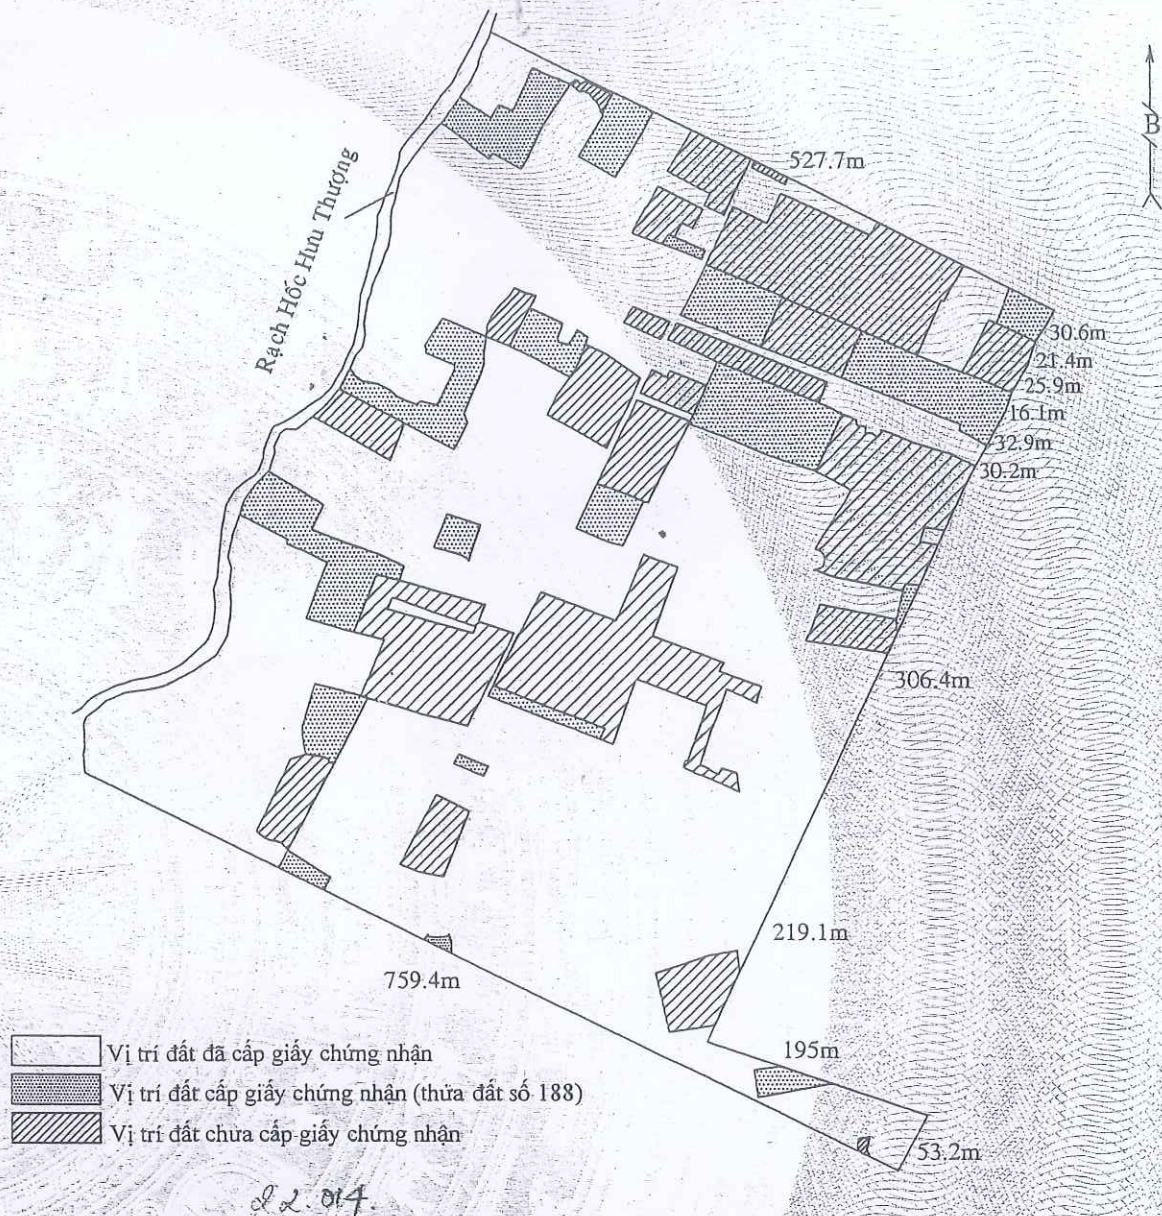 B
527.7m
Rạch Hốc Hưu Thượng
30.6m
21.4m
25.9m
16.1m
32.9m
30.2m
306.4m
219.1m
759.4m
195m
53.2m
Vị trí đất đã cấp giấy chứng nhận
Vị trí đất cấp giấy chứng nhận (thửa đất số 188)
Vị trí đất chưa cấp giấy chứng nhận